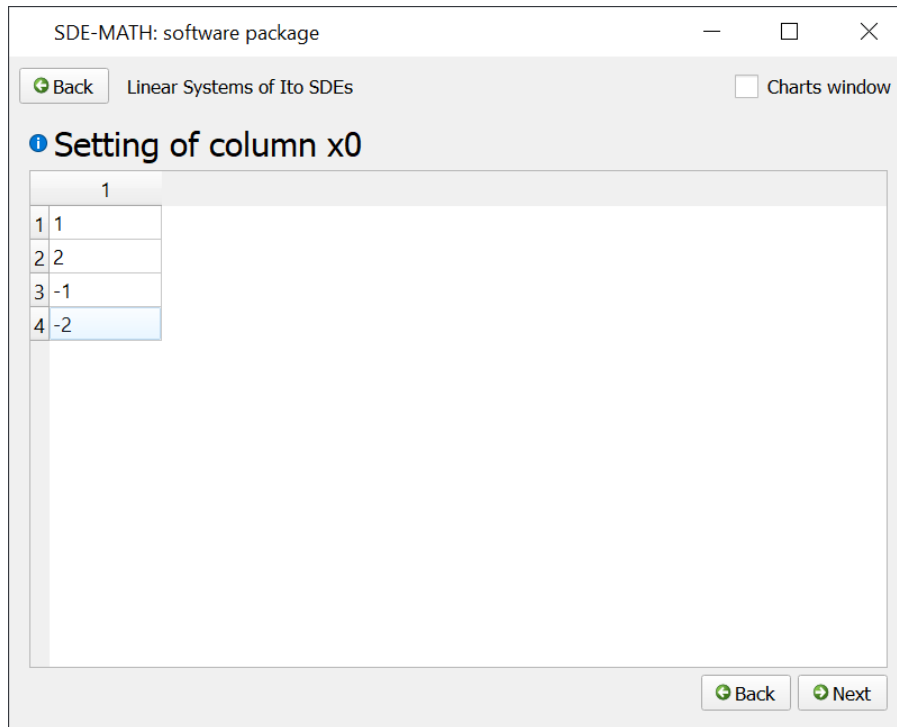 SDE-MATH: software package
Back Linear Systems of Ito SDEs Charts window
Setting of column x0
1
1 1
2 2
3 -1
4 -2
Back Next